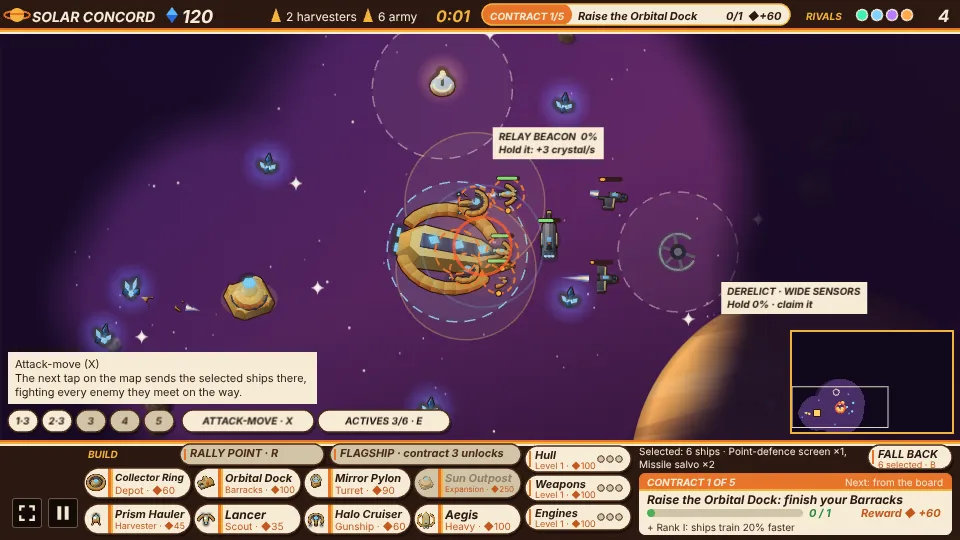 SOLAR CONCORD 120
2 harvesters 6 army 0:01
CONTRACT 1/5 Raise the Orbital Dock 0/1 ◆+60
RIVALS 4
RELAY BEACON 0%
Hold it: +3 crystal/s
DERELICT · WIDE SENSORS
Hold 0% · claim it
Attack-move (X)
The next tap on the map sends the selected ships there,
fighting every enemy they meet on the way.
1·3 2·3 3 4 5 ATTACK-MOVE · X ACTIVES 3/6 · E
BUILD
RALLY POINT · R
FLAGSHIP · contract 3 unlocks
Collector Ring
Depot · ◆60
Orbital Dock
Barracks · ◆100
Mirror Pylon
Turret · ◆90
Sun Outpost
Expansion · ◆250
Prism Hauler
Harvester · ◆45
Lancer
Scout · ◆35
Halo Cruiser
Gunship · ◆60
Aegis
Heavy · ◆100
Hull
Level 1 · ◆100
Weapons
Level 1 · ◆100
Engines
Level 1 · ◆100
Selected: 6 ships · Point-defence screen ×1,
Missile salvo ×2
FALL BACK
6 selected · B
CONTRACT 1 OF 5 Next: from the board
Raise the Orbital Dock: finish your Barracks
0 / 1 Reward ◆ +60
+ Rank I: ships train 20% faster